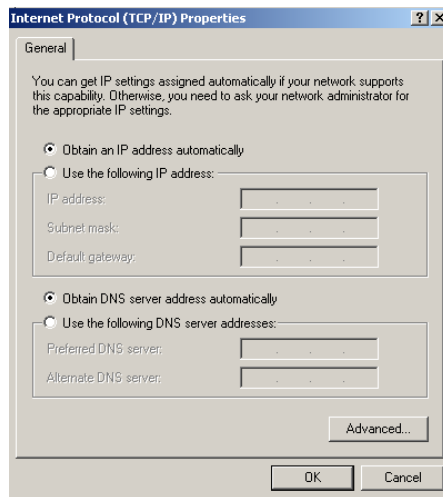 Internet Protocol (TCP/IP) Properties
General
You can get IP settings assigned automatically if your network supports
this capability. Otherwise, you need to ask your network administrator for
the appropriate IP settings.
Obtain an IP address automatically
Use the following IP address:
IP address:
Subnet mask:
Default gateway:
Obtain DNS server address automatically
Use the following DNS server addresses:
Preferred DNS server:
Alternate DNS server:
Advanced...
OK Cancel